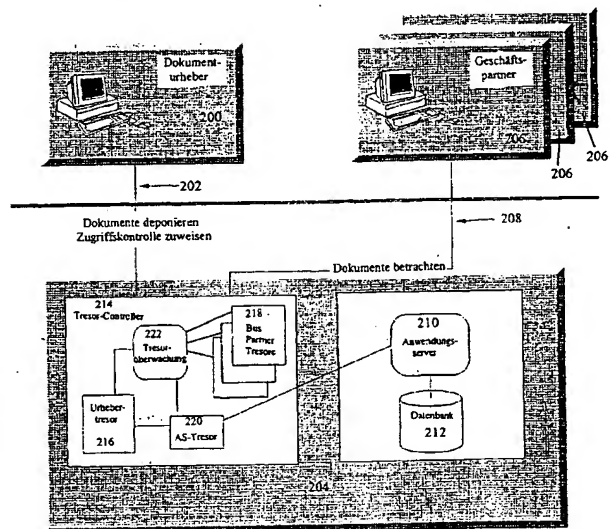 Dokument-
urheber
200
Geschäfts-
partner
206
206
206
202
208
Dokumente deponieren
Zugriffskontrolle zuweisen
Dokumente betrachten
214
Tresor-Controller
222
Tresor-
überwachung
218
Bus
Partner
Tresore
Urheber-
tresor
216
220
AS-Tresor
210
Anwendungs-
server
Datenbank
212
204